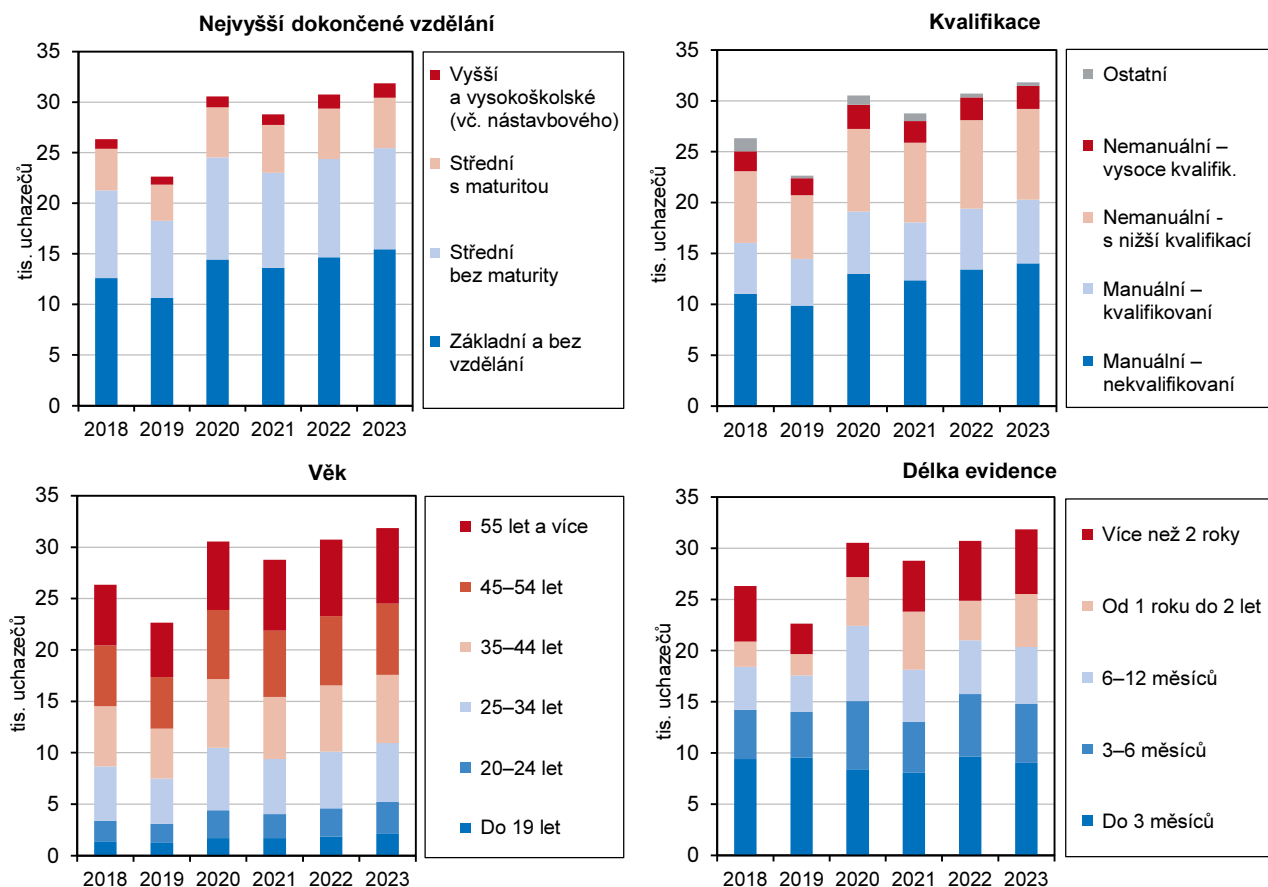 Nejvyšší dokončené vzdělání
tis. uchazečů
35
30
25
20
15
10
5
0
2018 2019 2020 2021 2022 2023
Vyšší
a vysokoškolské
(vč. nástavbového)
Střední
s maturitou
Střední
bez maturity
Základní a bez
vzdělání
Kvalifikace
tis. uchazečů
35
30
25
20
15
10
5
0
2018 2019 2020 2021 2022 2023
Ostatní
Nemanuální –
vysoce kvalifik.
Nemanuální -
s nižší kvalifikací
Manuální –
kvalifikovaní
Manuální –
nekvalifikovaní
Věk
tis. uchazečů
35
30
25
20
15
10
5
0
2018 2019 2020 2021 2022 2023
55 let a více
45–54 let
35–44 let
25–34 let
20–24 let
Do 19 let
Délka evidence
tis. uchazečů
35
30
25
20
15
10
5
0
2018 2019 2020 2021 2022 2023
Více než 2 roky
Od 1 roku do 2 let
6–12 měsíců
3–6 měsíců
Do 3 měsíců